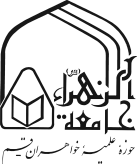 جامعة
الزهراء (س)
حوزه علمیه خواهران قم